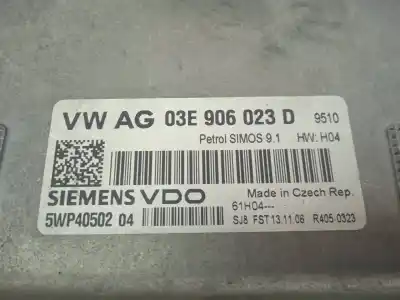 VW AG 03E 906 023 D 9510
Petrol SIMOS 9.1 HW: H04
SIEMENS VDO Made in Czech Rep.
61H04---
5WP40502 04 SJ8 FST 13.11.06 R405-0323